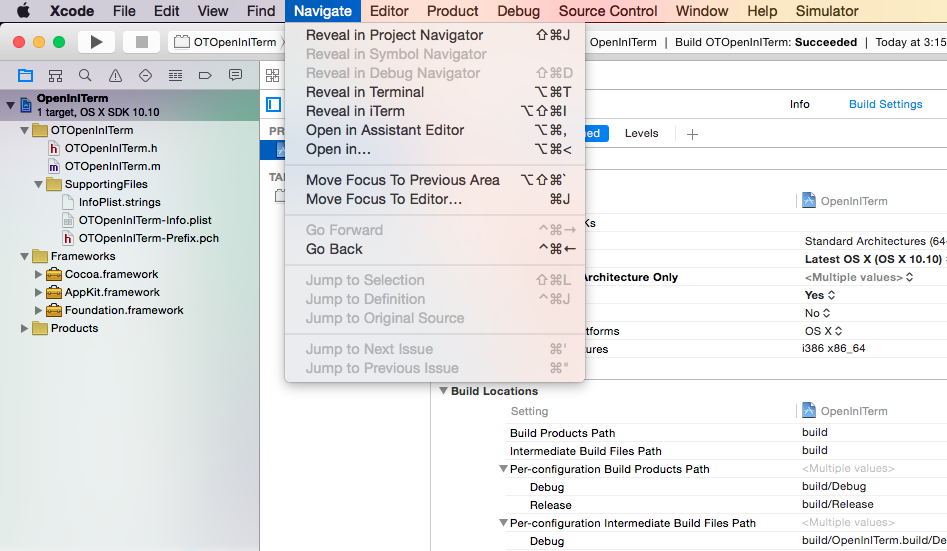 Xcode File Edit View Find Navigate Editor Product Debug Source Control Window Help Simulator
OTOpenInITerm
OpenInITerm | Build OTOpenInITerm: Succeeded | Today at 3:15
Reveal in Project Navigator ⇧⌘J
Reveal in Symbol Navigator
Reveal in Debug Navigator ⇧⌘D
Reveal in Terminal ⌥⌘T
Reveal in iTerm ⌥⇧⌘I
Open in Assistant Editor ⌥⌘,
Open in... ⌥⌘<
Move Focus To Previous Area ⌥⇧⌘`
Move Focus To Editor... ⌘J
Go Forward ^⌘→
Go Back ^⌘←
Jump to Selection ⇧⌘L
Jump to Definition ^⌘J
Jump to Original Source
Jump to Next Issue ⌘'
Jump to Previous Issue ⌘"
OpenInITerm
1 target, OS X SDK 10.10
OTOpenInITerm
OTOpenInITerm.h
OTOpenInITerm.m
SupportingFiles
InfoPlist.strings
OTOpenInITerm-Info.plist
OTOpenInITerm-Prefix.pch
Frameworks
Cocoa.framework
AppKit.framework
Foundation.framework
Products
PR
TA
Info Build Settings
ed Levels +
OpenInITerm
Ks
Standard Architectures (64-
Latest OS X (OS X 10.10)
Architecture Only <Multiple values>
Yes
No
tforms OS X
ures i386 x86_64
Build Locations
Setting OpenInITerm
Build Products Path build
Intermediate Build Files Path build
Per-configuration Build Products Path <Multiple values>
Debug build/Debug
Release build/Release
Per-configuration Intermediate Build Files Path <Multiple values>
Debug build/OpenInITerm.build/De